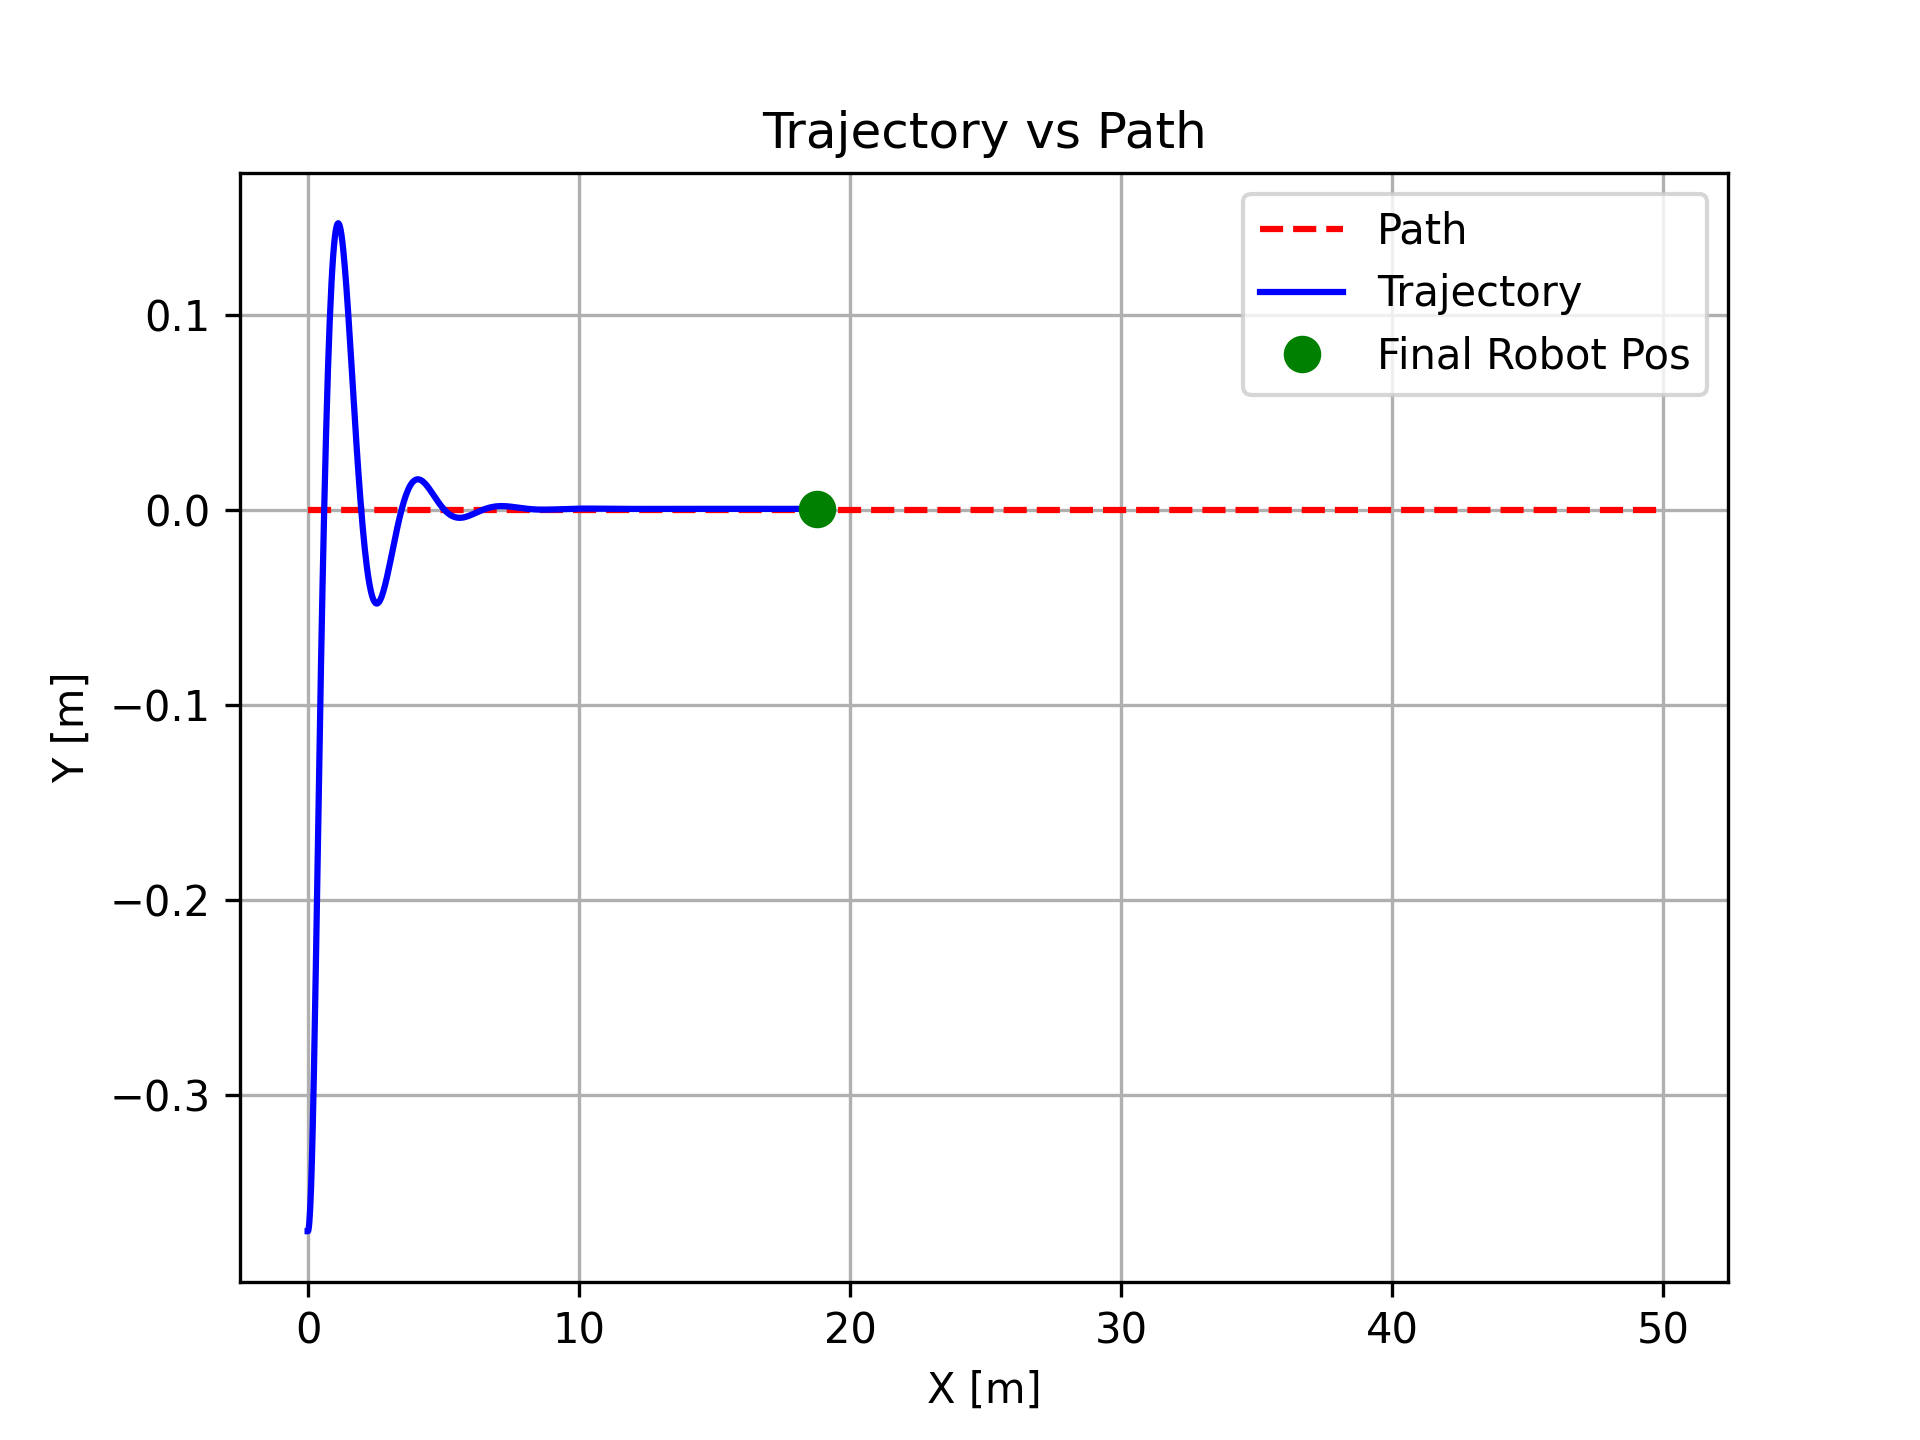 Trajectory vs Path
Path
Trajectory
Final Robot Pos
0.1
0.0
−0.1
−0.2
−0.3
Y [m]
0 10 20 30 40 50
X [m]